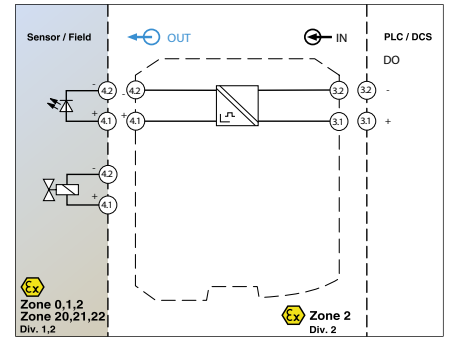 Sensor / Field
OUT
IN
PLC / DCS
DO
-
4.2
-
4.2
3.2
3.2
-
+
4.1
+
4.1
3.1
3.1
+
-
4.2
+
4.1
Ex
Zone 0,1,2
Zone 20,21,22
Div. 1,2
Ex
Zone 2
Div. 2